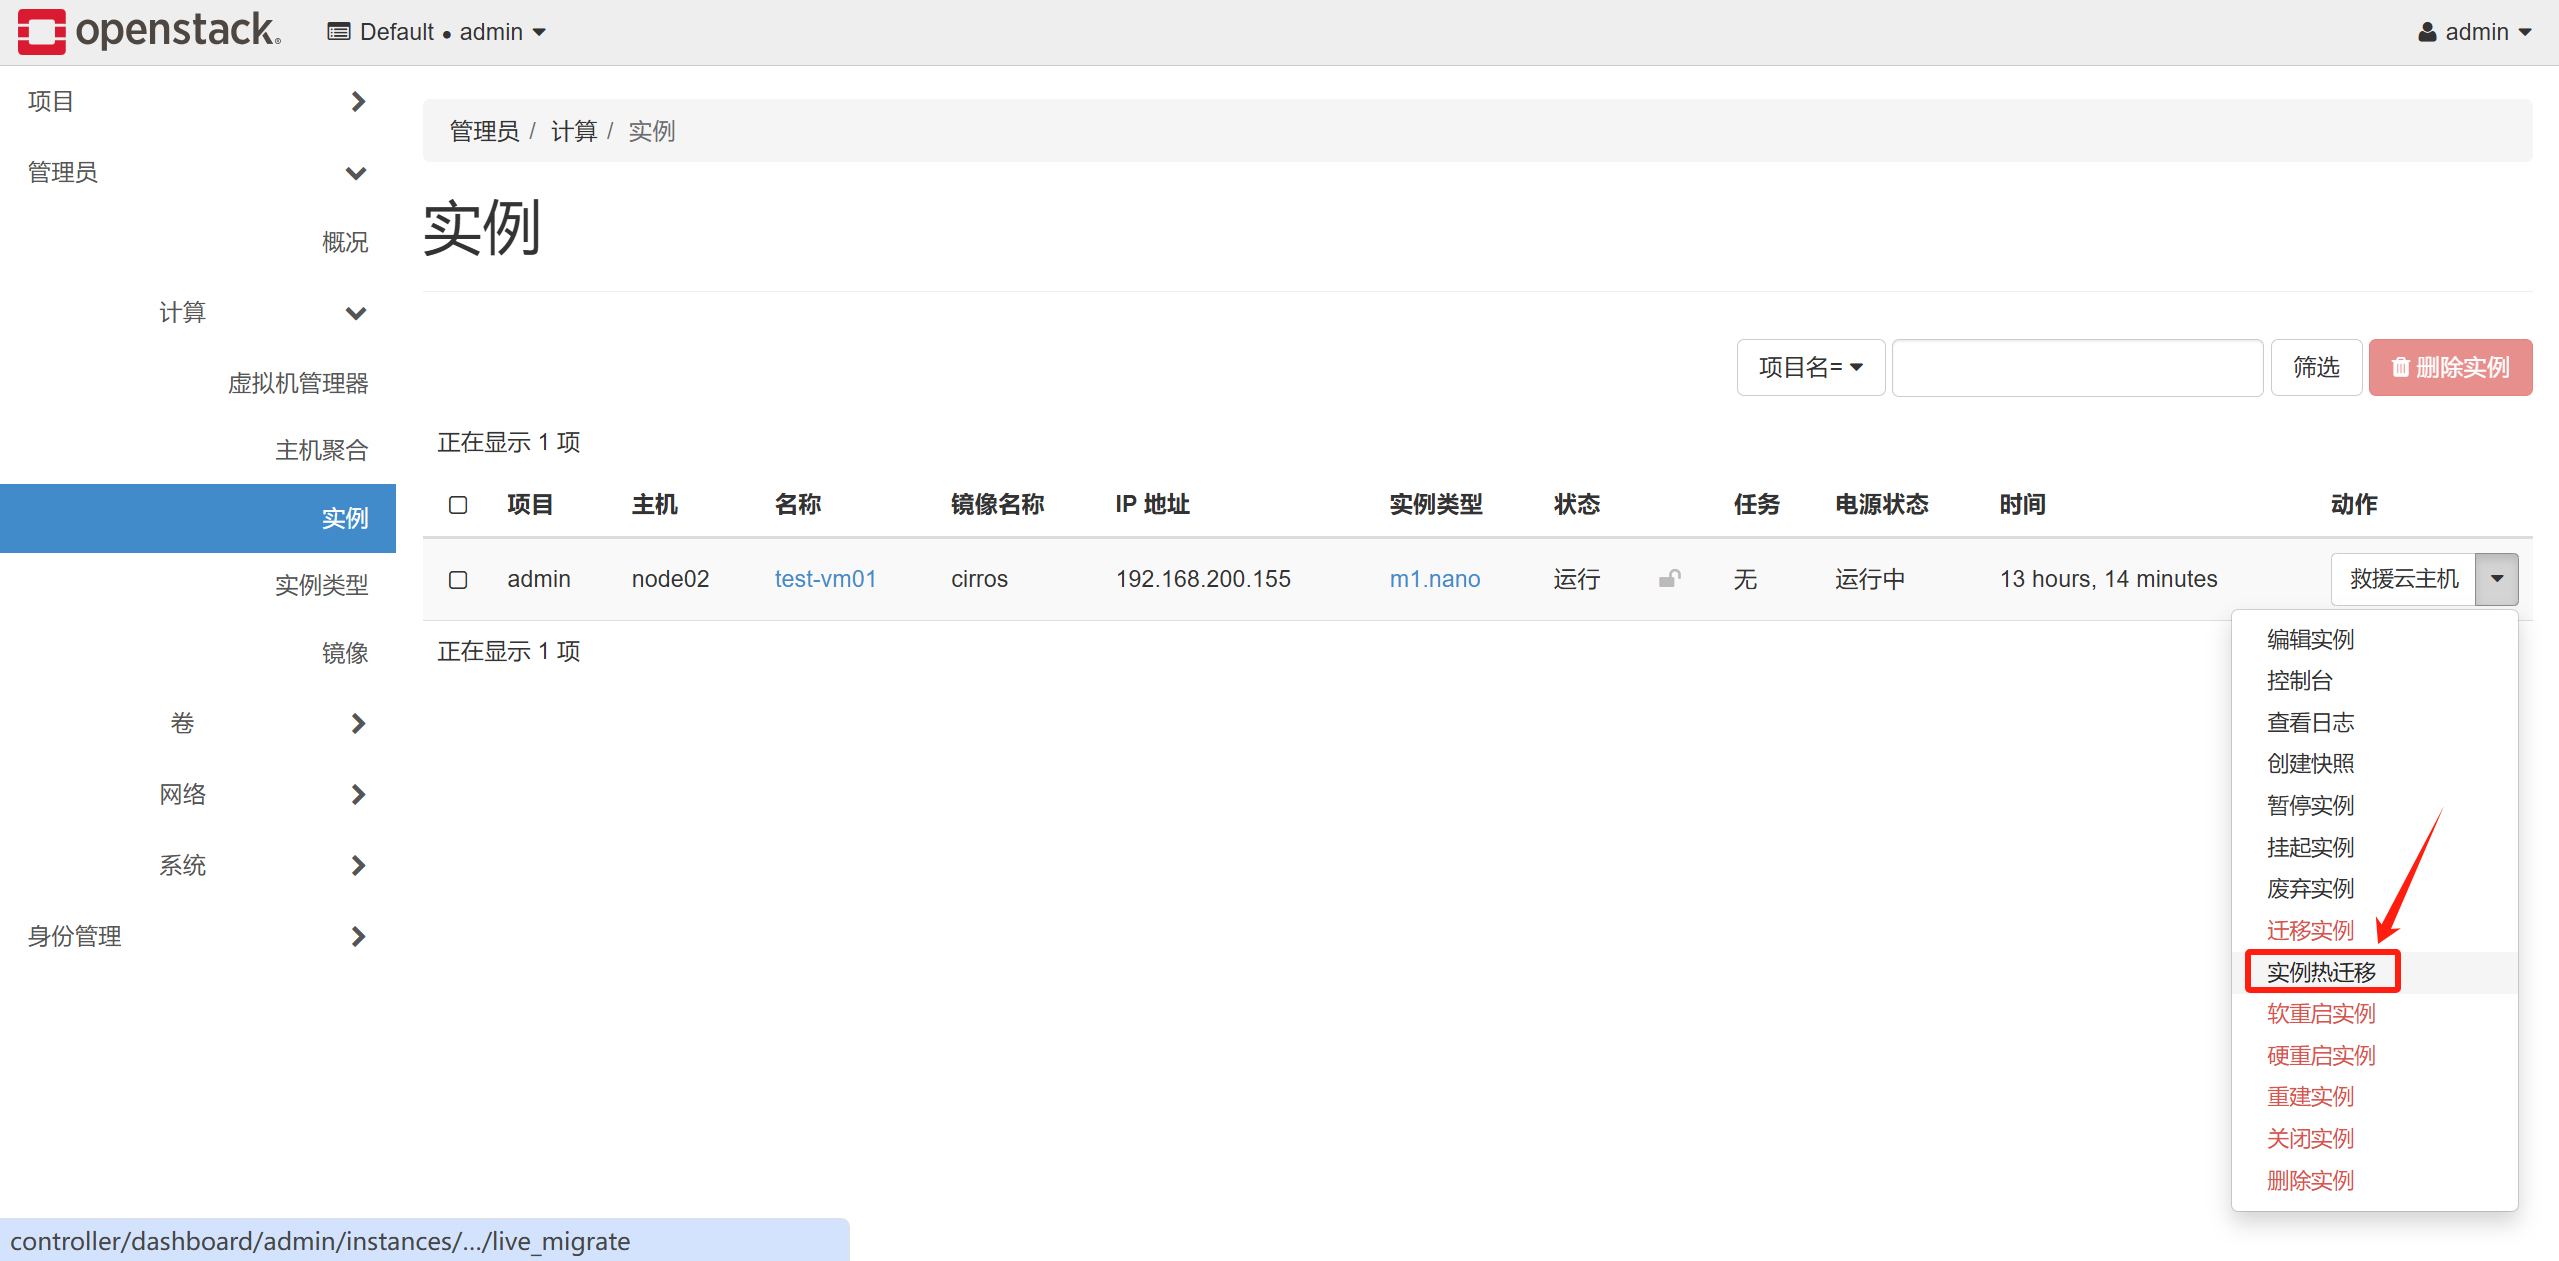 openstack. Default • admin admin
项目
管理员
概况
计算
虚拟机管理器
主机聚合
实例
实例类型
镜像
卷
网络
系统
身份管理
管理员 / 计算 / 实例
实例
项目名= 筛选 删除实例
正在显示 1 项
项目 主机 名称 镜像名称 IP 地址 实例类型 状态 任务 电源状态 时间 动作
admin node02 test-vm01 cirros 192.168.200.155 m1.nano 运行 无 运行中 13 hours, 14 minutes 救援云主机
正在显示 1 项
编辑实例
控制台
查看日志
创建快照
暂停实例
挂起实例
废弃实例
迁移实例
实例热迁移
软重启实例
硬重启实例
重建实例
关闭实例
删除实例
controller/dashboard/admin/instances/.../live_migrate